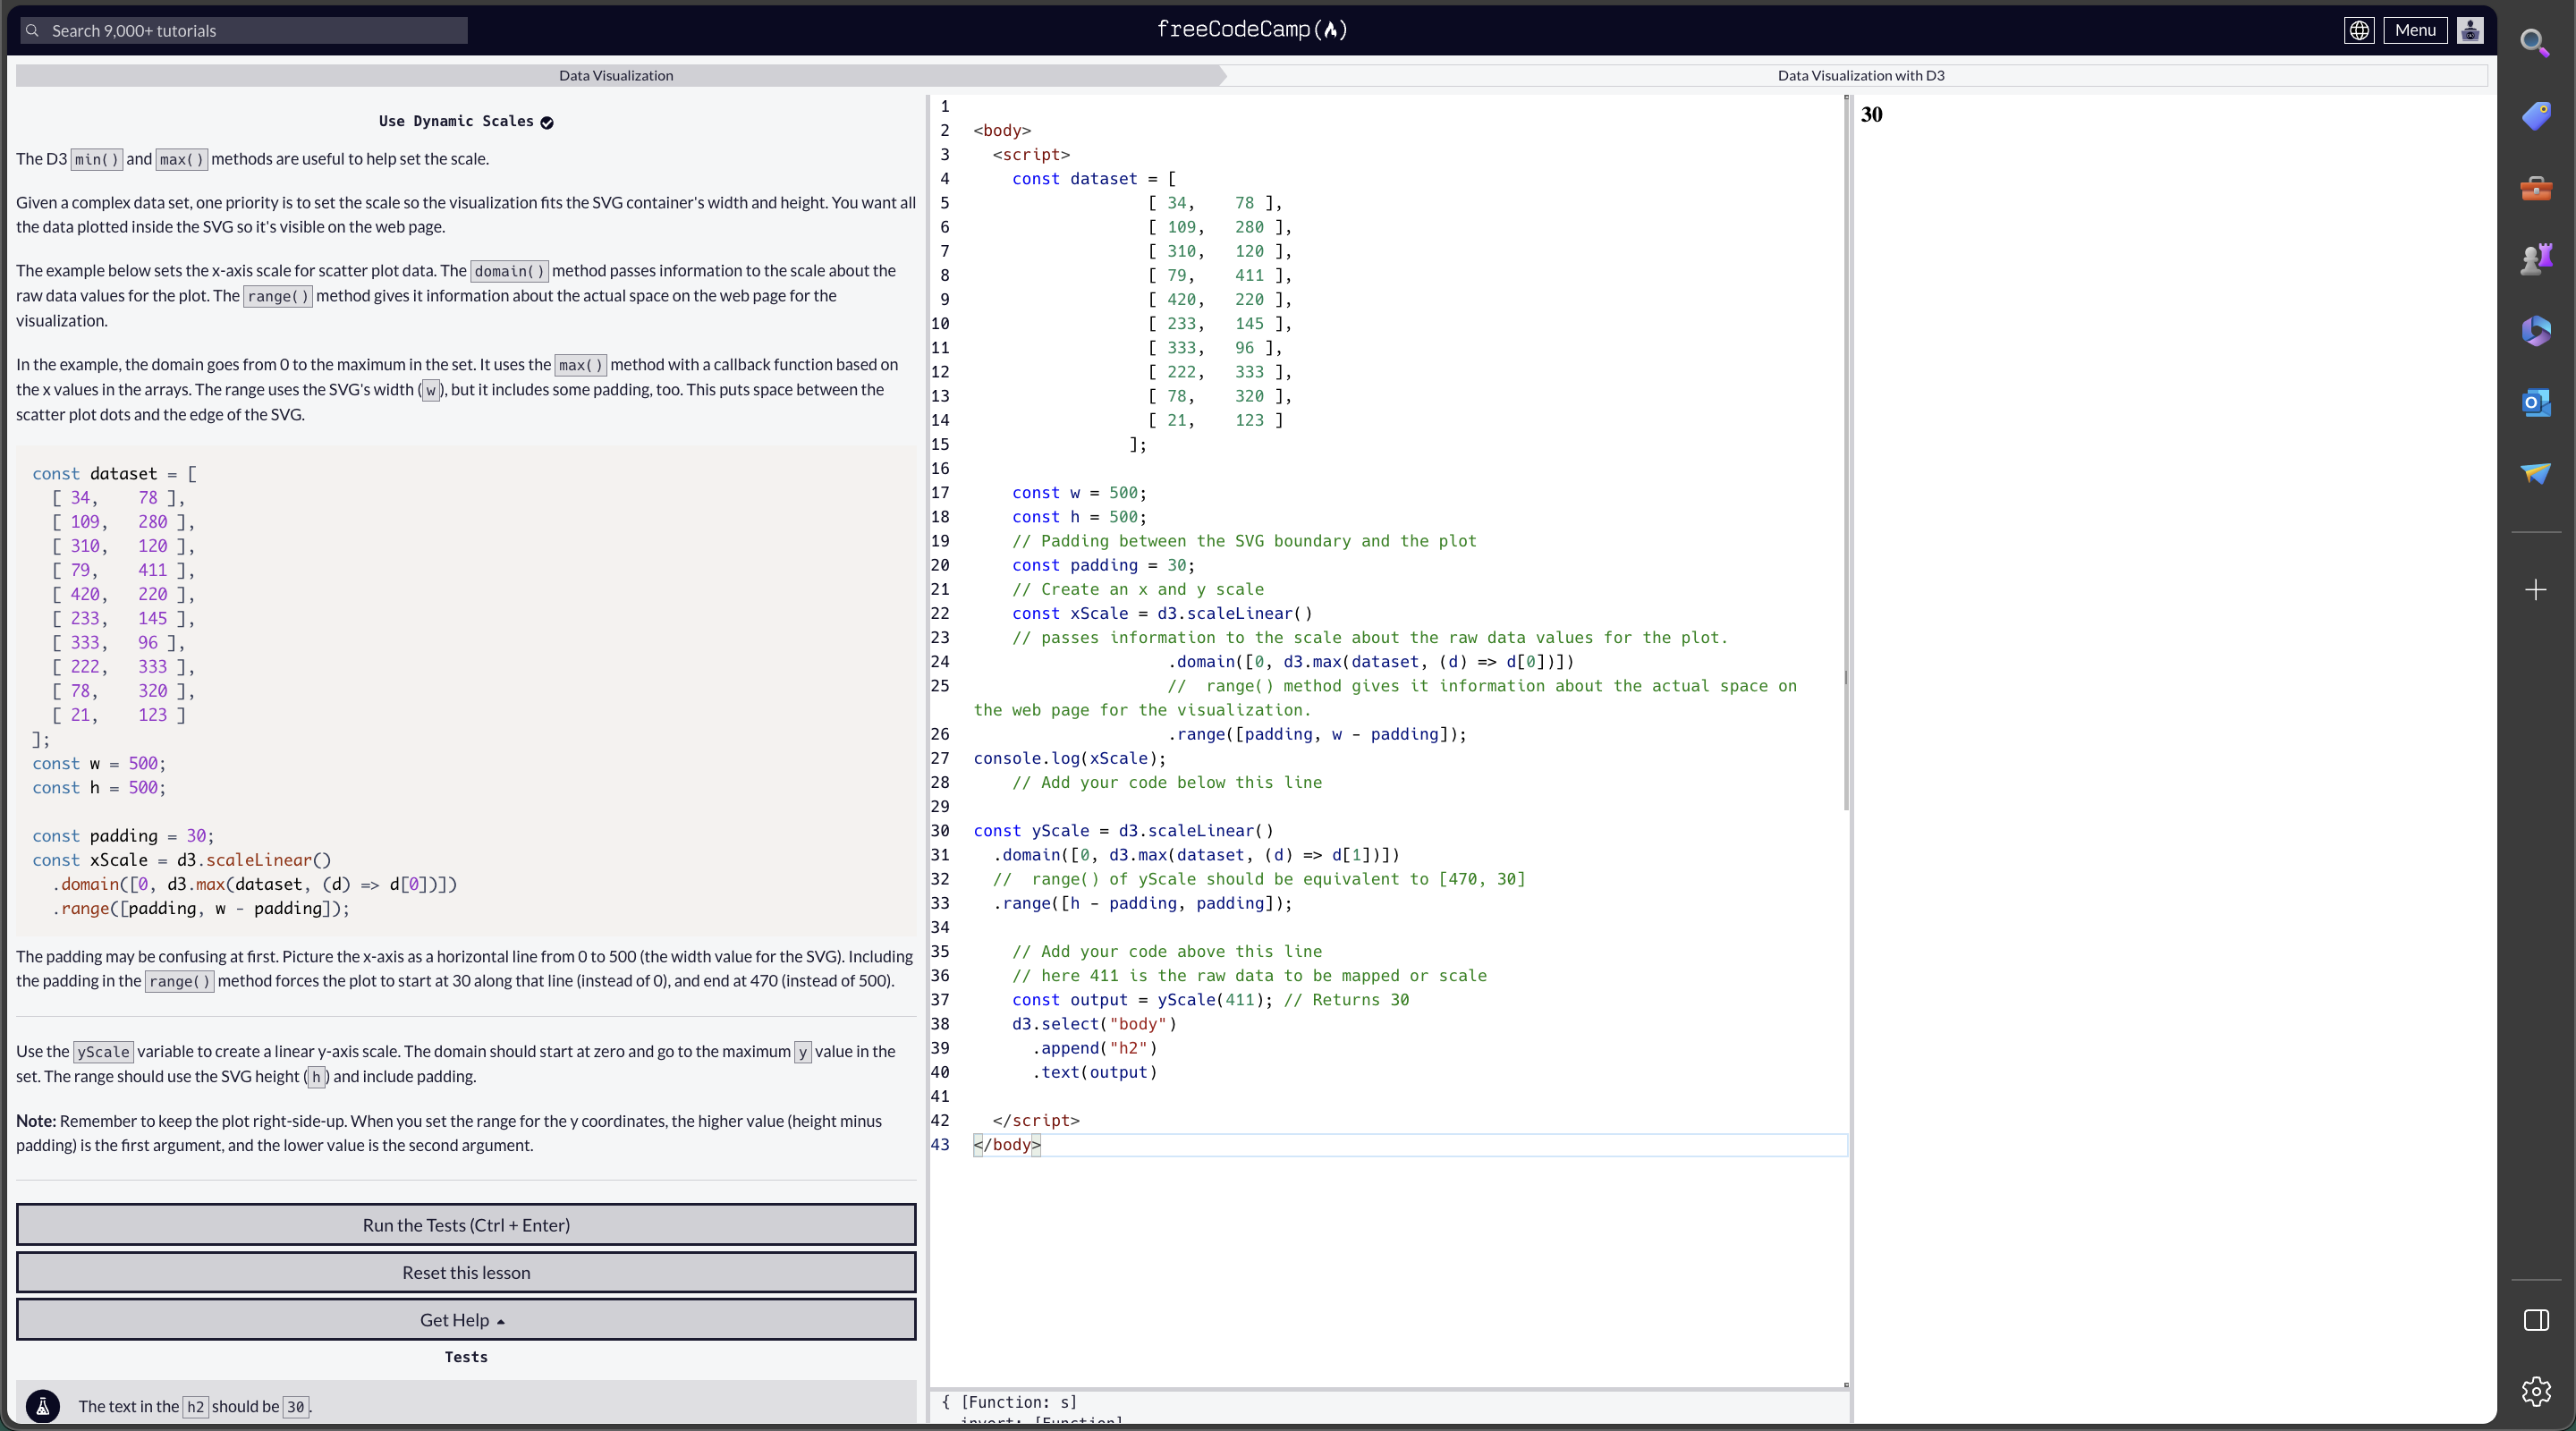 Search 9,000+ tutorials
freeCodeCamp
Menu
Data Visualization
Data Visualization with D3
Use Dynamic Scales
The D3 min() and max() methods are useful to help set the scale.
Given a complex data set, one priority is to set the scale so the visualization fits the SVG container's width and height. You want all
the data plotted inside the SVG so it's visible on the web page.
The example below sets the x-axis scale for scatter plot data. The domain() method passes information to the scale about the
raw data values for the plot. The range() method gives it information about the actual space on the web page for the
visualization.
In the example, the domain goes from 0 to the maximum in the set. It uses the max() method with a callback function based on
the x values in the arrays. The range uses the SVG's width (w), but it includes some padding, too. This puts space between the
scatter plot dots and the edge of the SVG.
const dataset = [
[ 34, 78 ],
[ 109, 280 ],
[ 310, 120 ],
[ 79, 411 ],
[ 420, 220 ],
[ 233, 145 ],
[ 333, 96 ],
[ 222, 333 ],
[ 78, 320 ],
[ 21, 123 ]
];
const w = 500;
const h = 500;
const padding = 30;
const xScale = d3.scaleLinear()
.domain([0, d3.max(dataset, (d) => d[0])])
.range([padding, w - padding]);
The padding may be confusing at first. Picture the x-axis as a horizontal line from 0 to 500 (the width value for the SVG). Including
the padding in the range() method forces the plot to start at 30 along that line (instead of 0), and end at 470 (instead of 500).
Use the yScale variable to create a linear y-axis scale. The domain should start at zero and go to the maximum y value in the
set. The range should use the SVG height (h) and include padding.
Note: Remember to keep the plot right-side-up. When you set the range for the y coordinates, the higher value (height minus
padding) is the first argument, and the lower value is the second argument.
Run the Tests (Ctrl + Enter)
Reset this lesson
Get Help
Tests
The text in the h2 should be 30.
1
2 <body>
3 <script>
4 const dataset = [
5 [ 34, 78 ],
6 [ 109, 280 ],
7 [ 310, 120 ],
8 [ 79, 411 ],
9 [ 420, 220 ],
10 [ 233, 145 ],
11 [ 333, 96 ],
12 [ 222, 333 ],
13 [ 78, 320 ],
14 [ 21, 123 ]
15 ];
16
17 const w = 500;
18 const h = 500;
19 // Padding between the SVG boundary and the plot
20 const padding = 30;
21 // Create an x and y scale
22 const xScale = d3.scaleLinear()
23 // passes information to the scale about the raw data values for the plot.
24 .domain([0, d3.max(dataset, (d) => d[0])])
25 // range() method gives it information about the actual space on
the web page for the visualization.
26 .range([padding, w - padding]);
27 console.log(xScale);
28 // Add your code below this line
29
30 const yScale = d3.scaleLinear()
31 .domain([0, d3.max(dataset, (d) => d[1])])
32 // range() of yScale should be equivalent to [470, 30]
33 .range([h - padding, padding]);
34
35 // Add your code above this line
36 // here 411 is the raw data to be mapped or scale
37 const output = yScale(411); // Returns 30
38 d3.select("body")
39 .append("h2")
40 .text(output)
41
42 </script>
43 </body>
{ [Function: s]
invert: [Function]
30